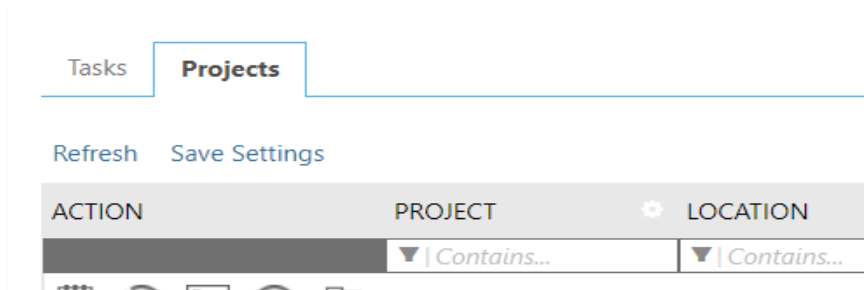 Tasks Projects
Refresh Save Settings
ACTION PROJECT LOCATION
Contains... Contains...